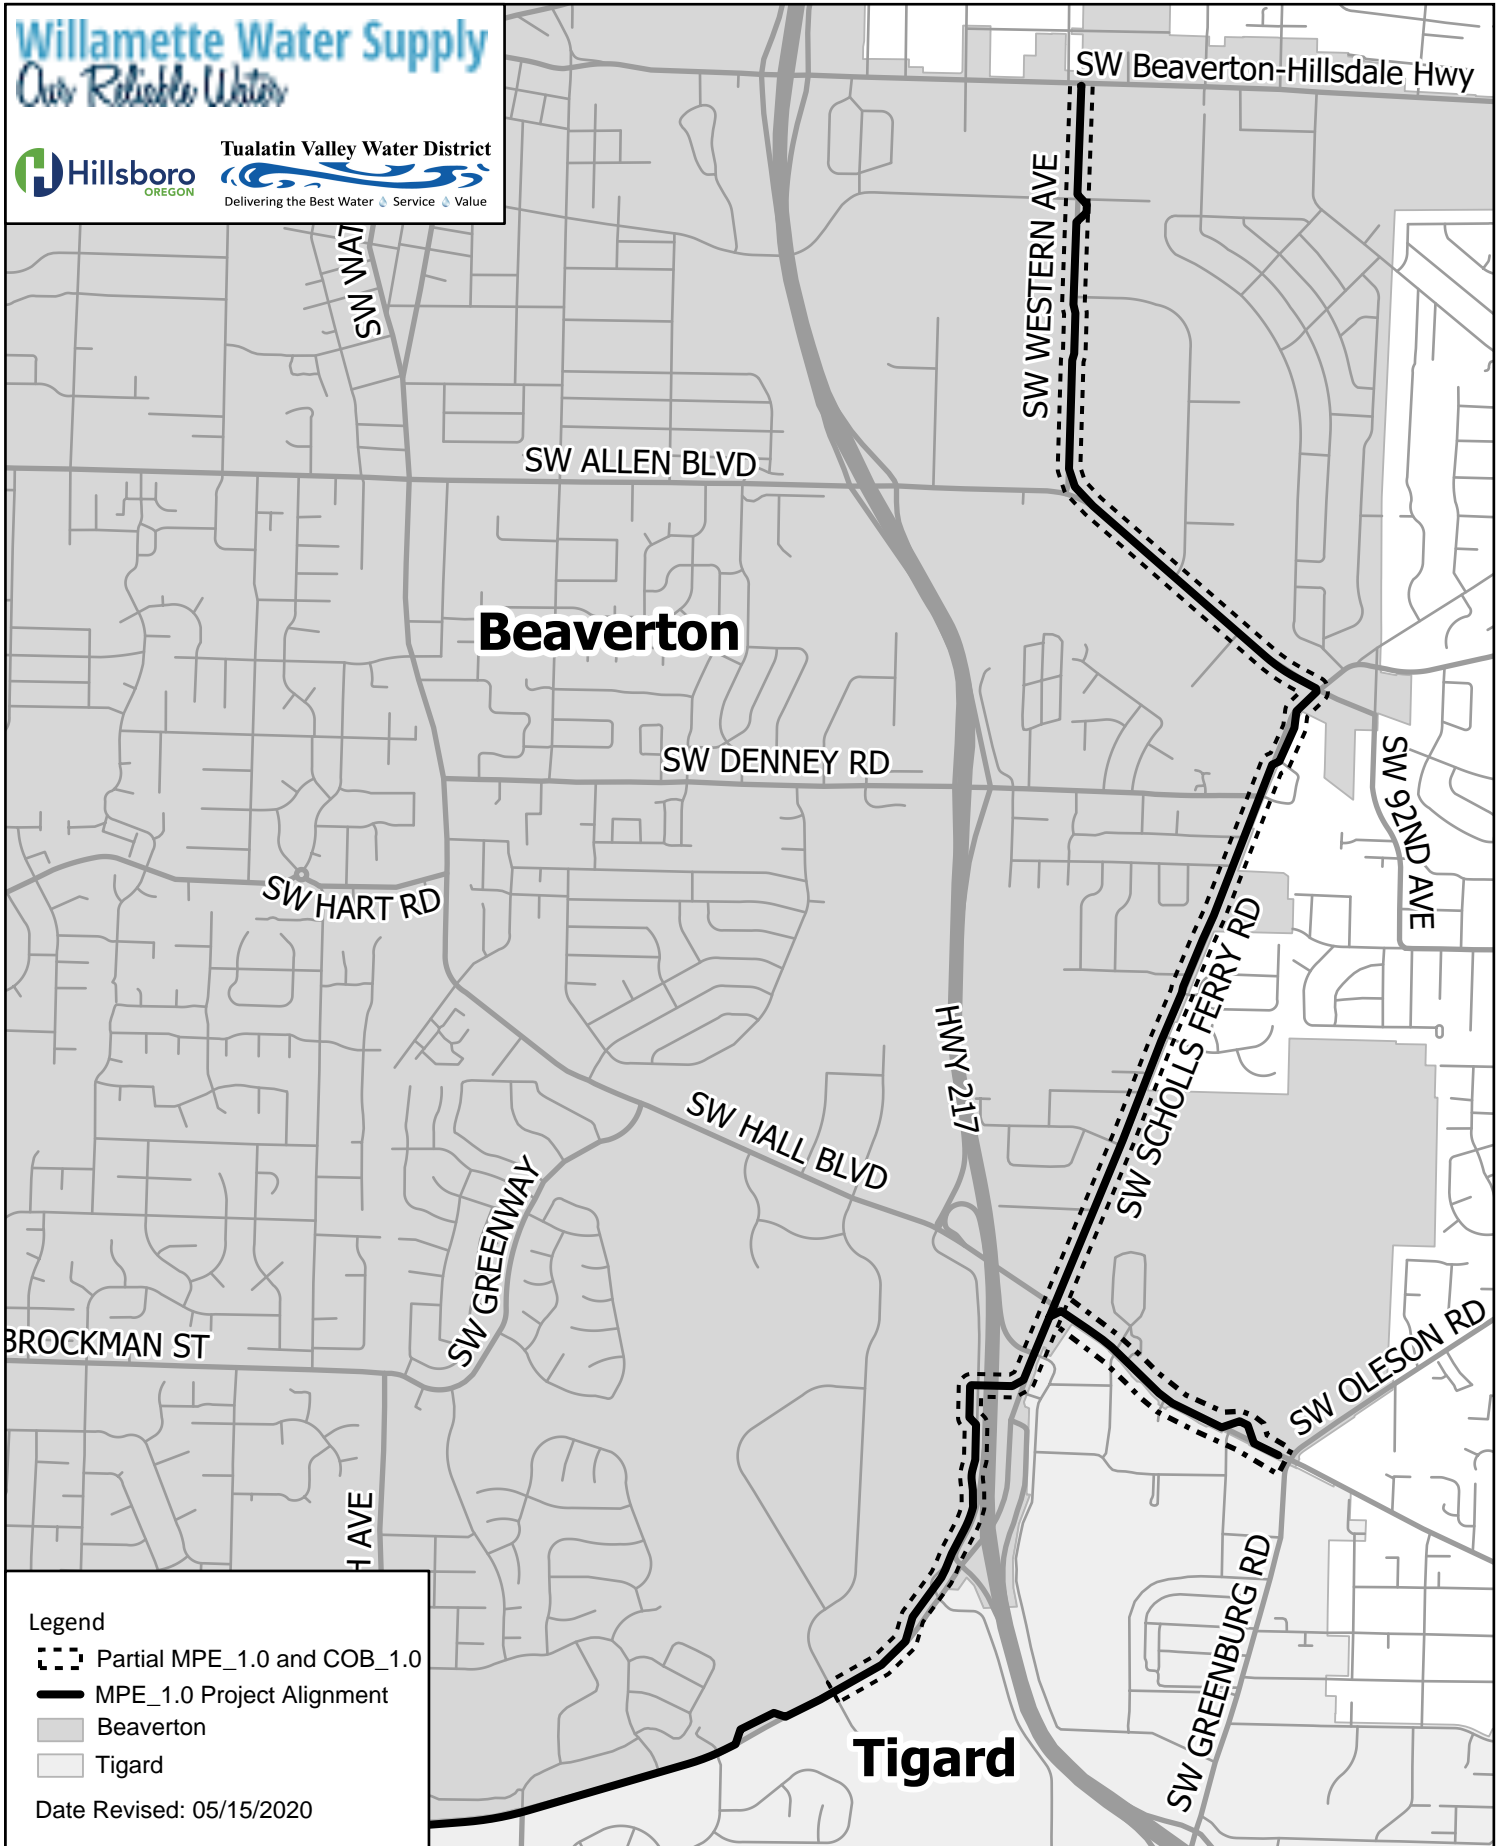 Willamette Water Supply
Our Reliable Water
Hillsboro
OREGON
Tualatin Valley Water District
Delivering the Best Water Service Value
SW Beaverton-Hillsdale Hwy
SW WESTERN AVE
SW WAT
SW ALLEN BLVD
Beaverton
SW DENNEY RD
SW 92ND AVE
SW HART RD
SW SCHOLLS FERRY RD
HWY 217
SW HALL BLVD
SW GREENWAY
BROCKMAN ST
SW OLESON RD
H AVE
SW GREENBURG RD
Tigard
Legend
Partial MPE_1.0 and COB_1.0
MPE_1.0 Project Alignment
Beaverton
Tigard
Date Revised: 05/15/2020